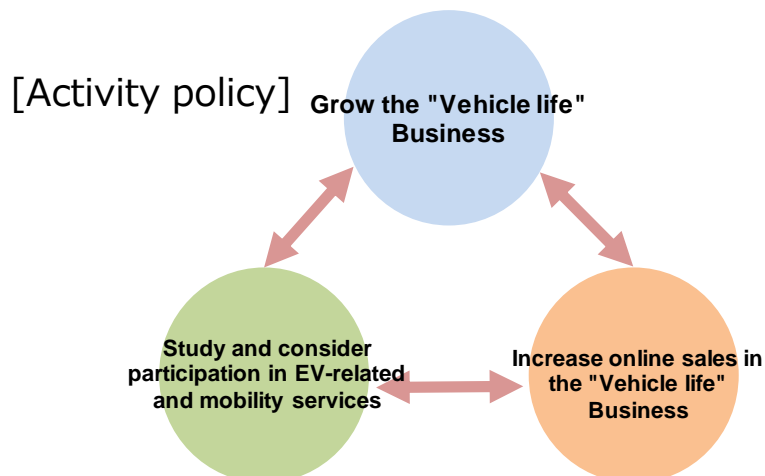 [Activity policy]
Grow the "Vehicle life"
Business
Study and consider
participation in EV-related
and mobility services
Increase online sales in
the "Vehicle life"
Business